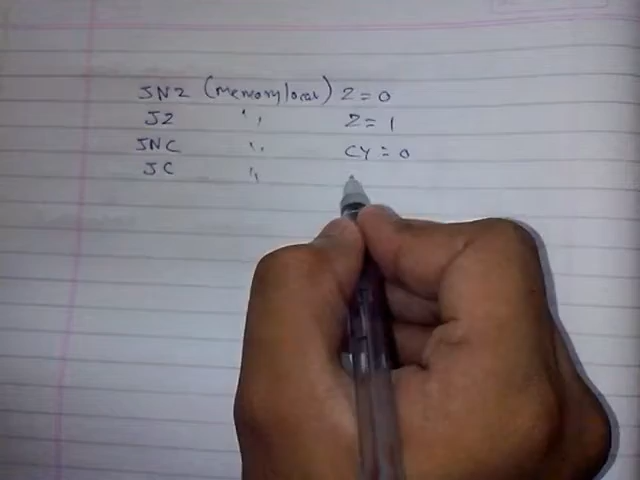 JNZ (memory locat) Z = 0
JZ " Z = 1
JNC " CY = 0
JC "